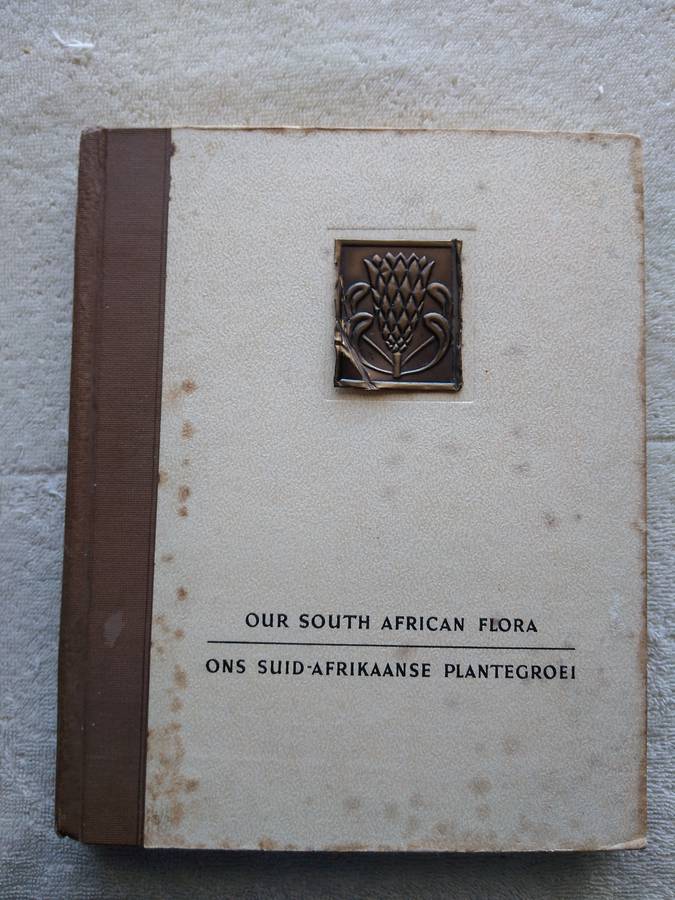 OUR SOUTH AFRICAN FLORA
ONS SUID-AFRIKAANSE PLANTEGROEI